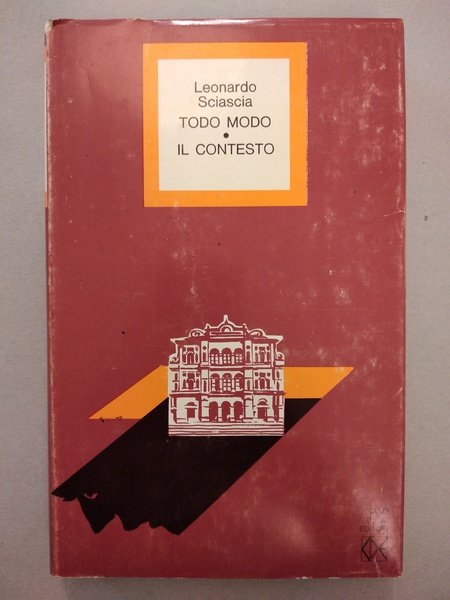 Leonardo
Sciascia
TODO MODO
•
IL CONTESTO